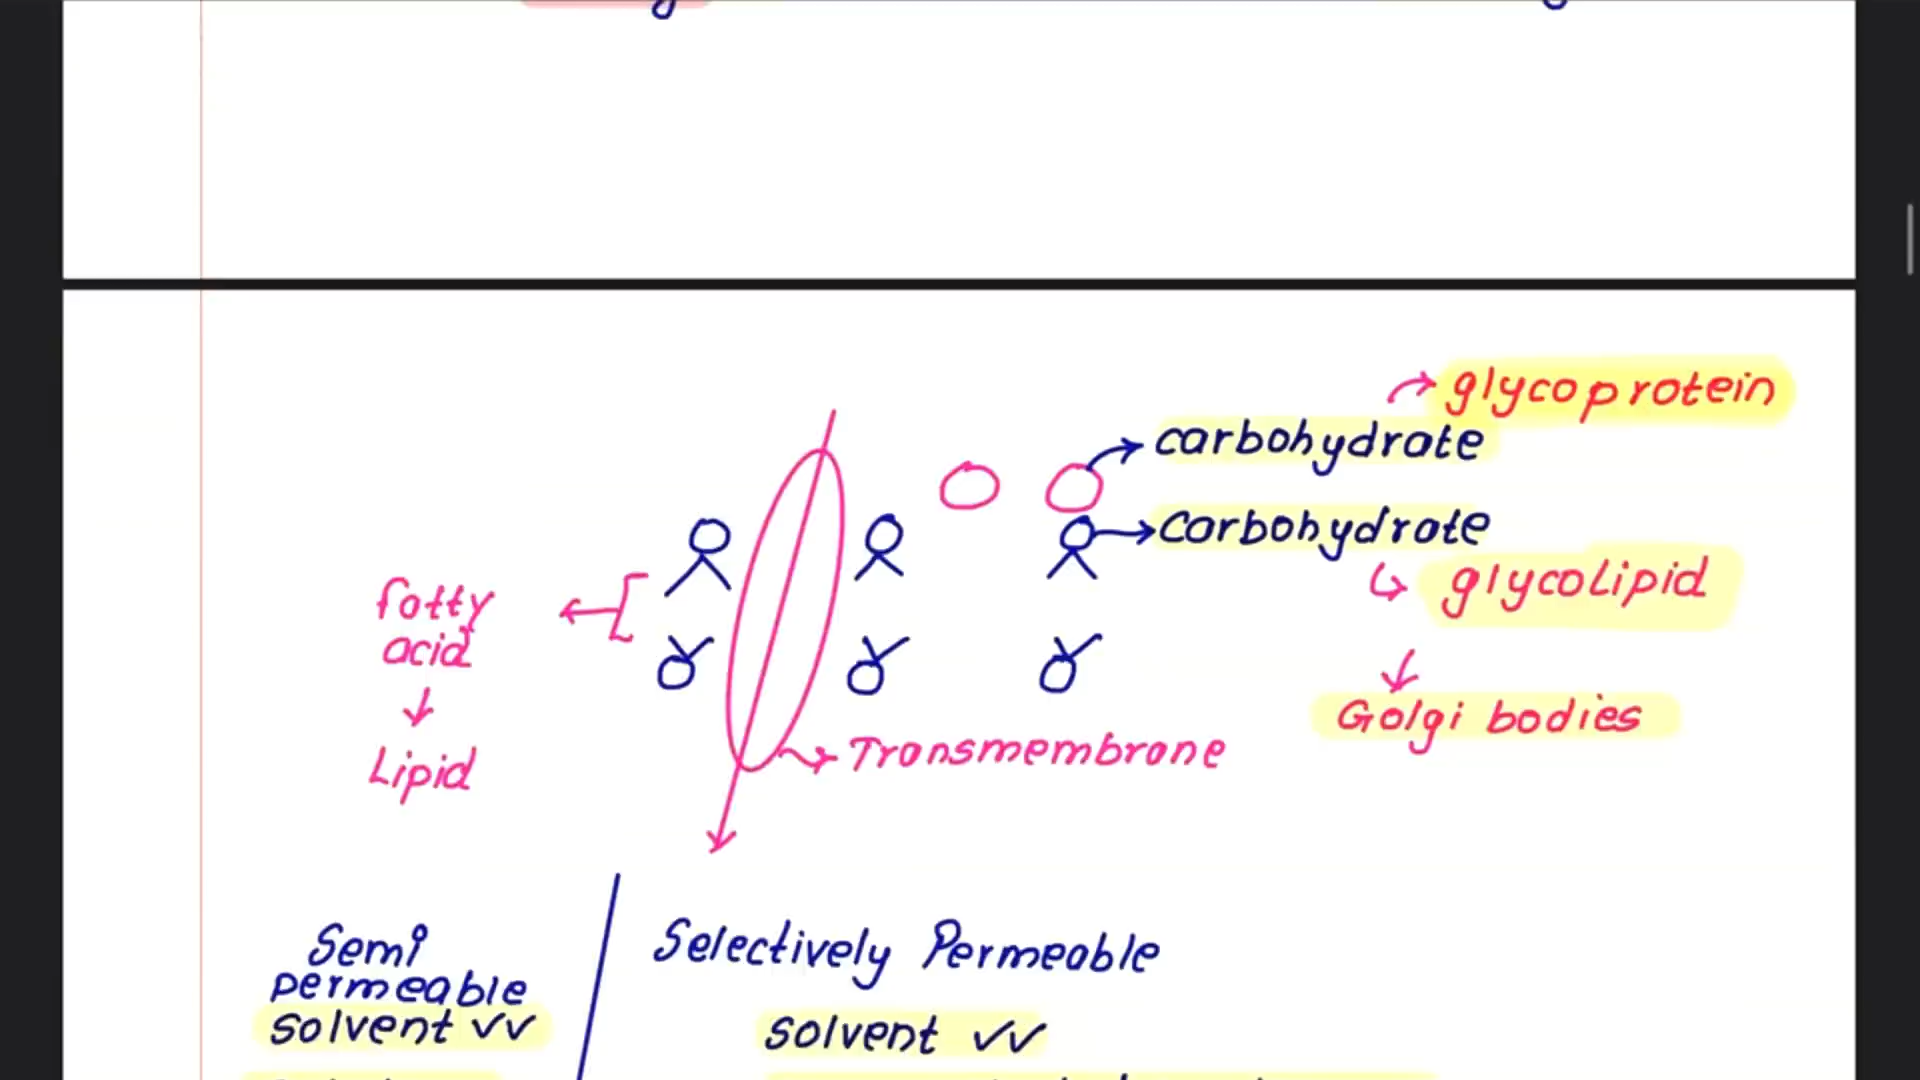 glycoprotein
carbohydrate
Carbohydrate
glycoLipid
fatty
acid
Lipid
Golgi bodies
Transmembrane
Semi
permeable
Solvent ✓✓
Selectively Permeable
Solvent ✓✓